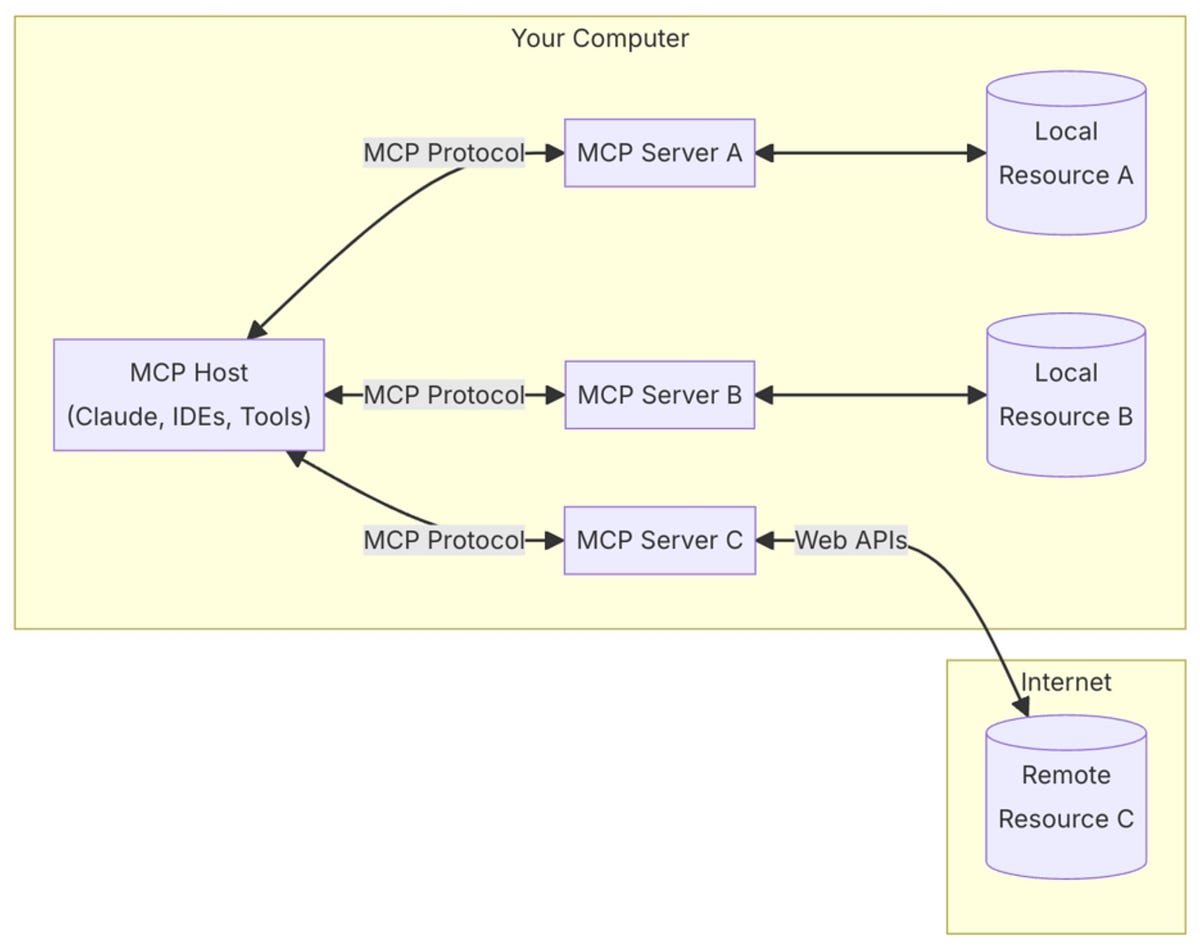 Your Computer
MCP Protocol
MCP Server A
Local
Resource A
MCP Host
(Claude, IDEs, Tools)
MCP Protocol
MCP Server B
Local
Resource B
MCP Protocol
MCP Server C
Web APIs
Internet
Remote
Resource C